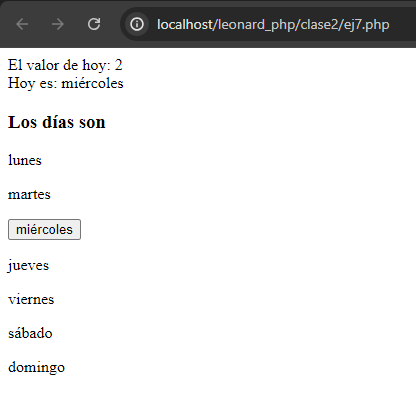 localhost/leonard_php/clase2/ej7.php
El valor de hoy: 2
Hoy es: miércoles
Los días son
lunes
martes
miércoles
jueves
viernes
sábado
domingo